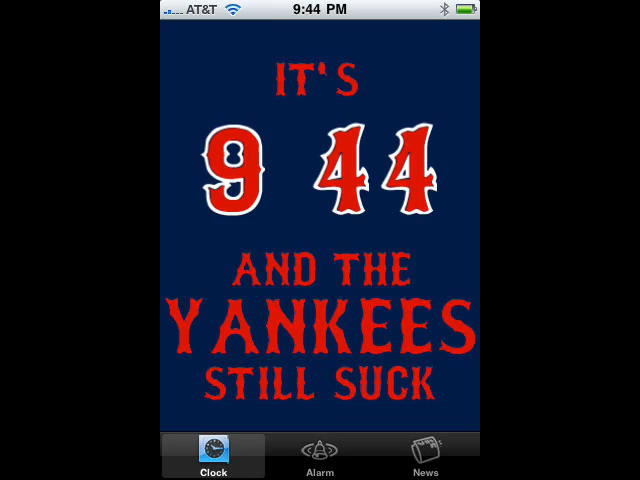 AT&T 9:44 PM
IT'S
9 44
AND THE
YANKEES
STILL SUCK
Clock Alarm News